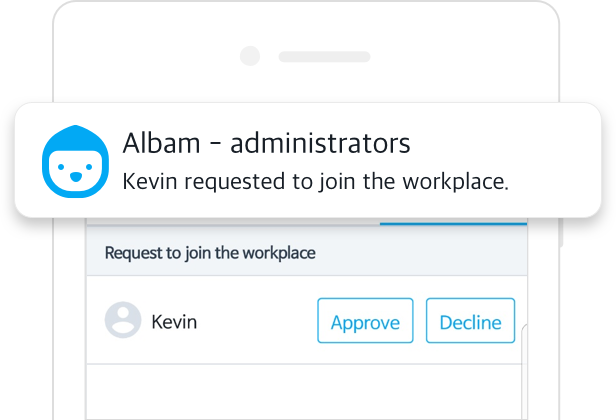 Albam - administrators
Kevin requested to join the workplace.
Request to join the workplace
Kevin
Approve
Decline